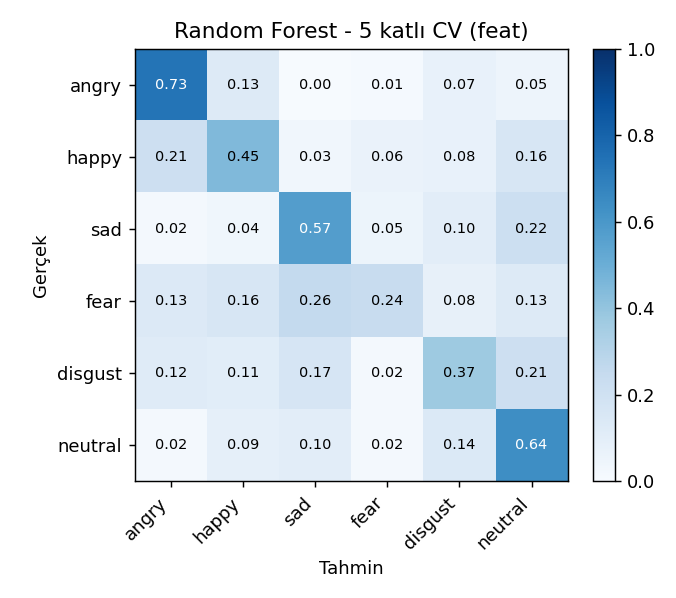 Random Forest - 5 katlı CV (feat)
angry 0.73 0.13 0.00 0.01 0.07 0.05
happy 0.21 0.45 0.03 0.06 0.08 0.16
sad 0.02 0.04 0.57 0.05 0.10 0.22
fear 0.13 0.16 0.26 0.24 0.08 0.13
disgust 0.12 0.11 0.17 0.02 0.37 0.21
neutral 0.02 0.09 0.10 0.02 0.14 0.64
Gerçek
angry happy sad fear disgust neutral
Tahmin
1.0
0.8
0.6
0.4
0.2
0.0